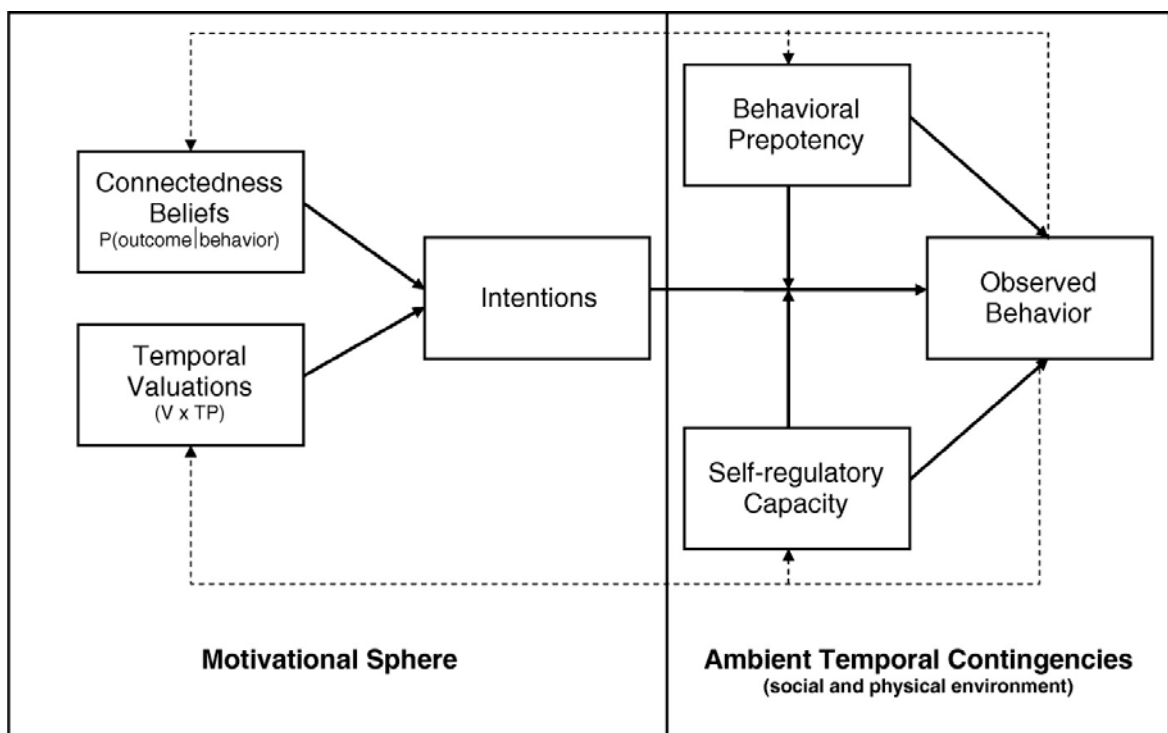 Connectedness
Beliefs
P(outcome|behavior)
Temporal
Valuations
(V x TP)
Intentions
Behavioral
Prepotency
Self-regulatory
Capacity
Observed
Behavior
Motivational Sphere
Ambient Temporal Contingencies
(social and physical environment)